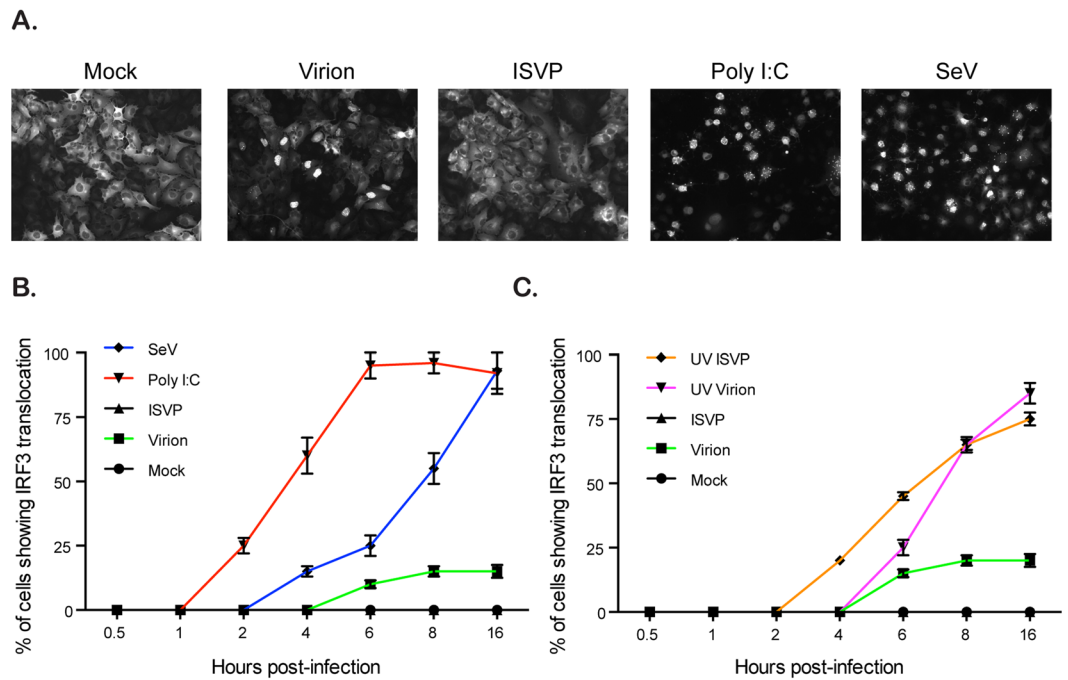 A.
Mock Virion ISVP Poly I:C SeV
B.
% of cells showing IRF3 translocation
100
75
50
25
0
SeV
Poly I:C
ISVP
Virion
Mock
0.5 1 2 4 6 8 16
Hours post-infection
C.
% of cells showing IRF3 translocation
100
75
50
25
0
UV ISVP
UV Virion
ISVP
Virion
Mock
0.5 1 2 4 6 8 16
Hours post-infection